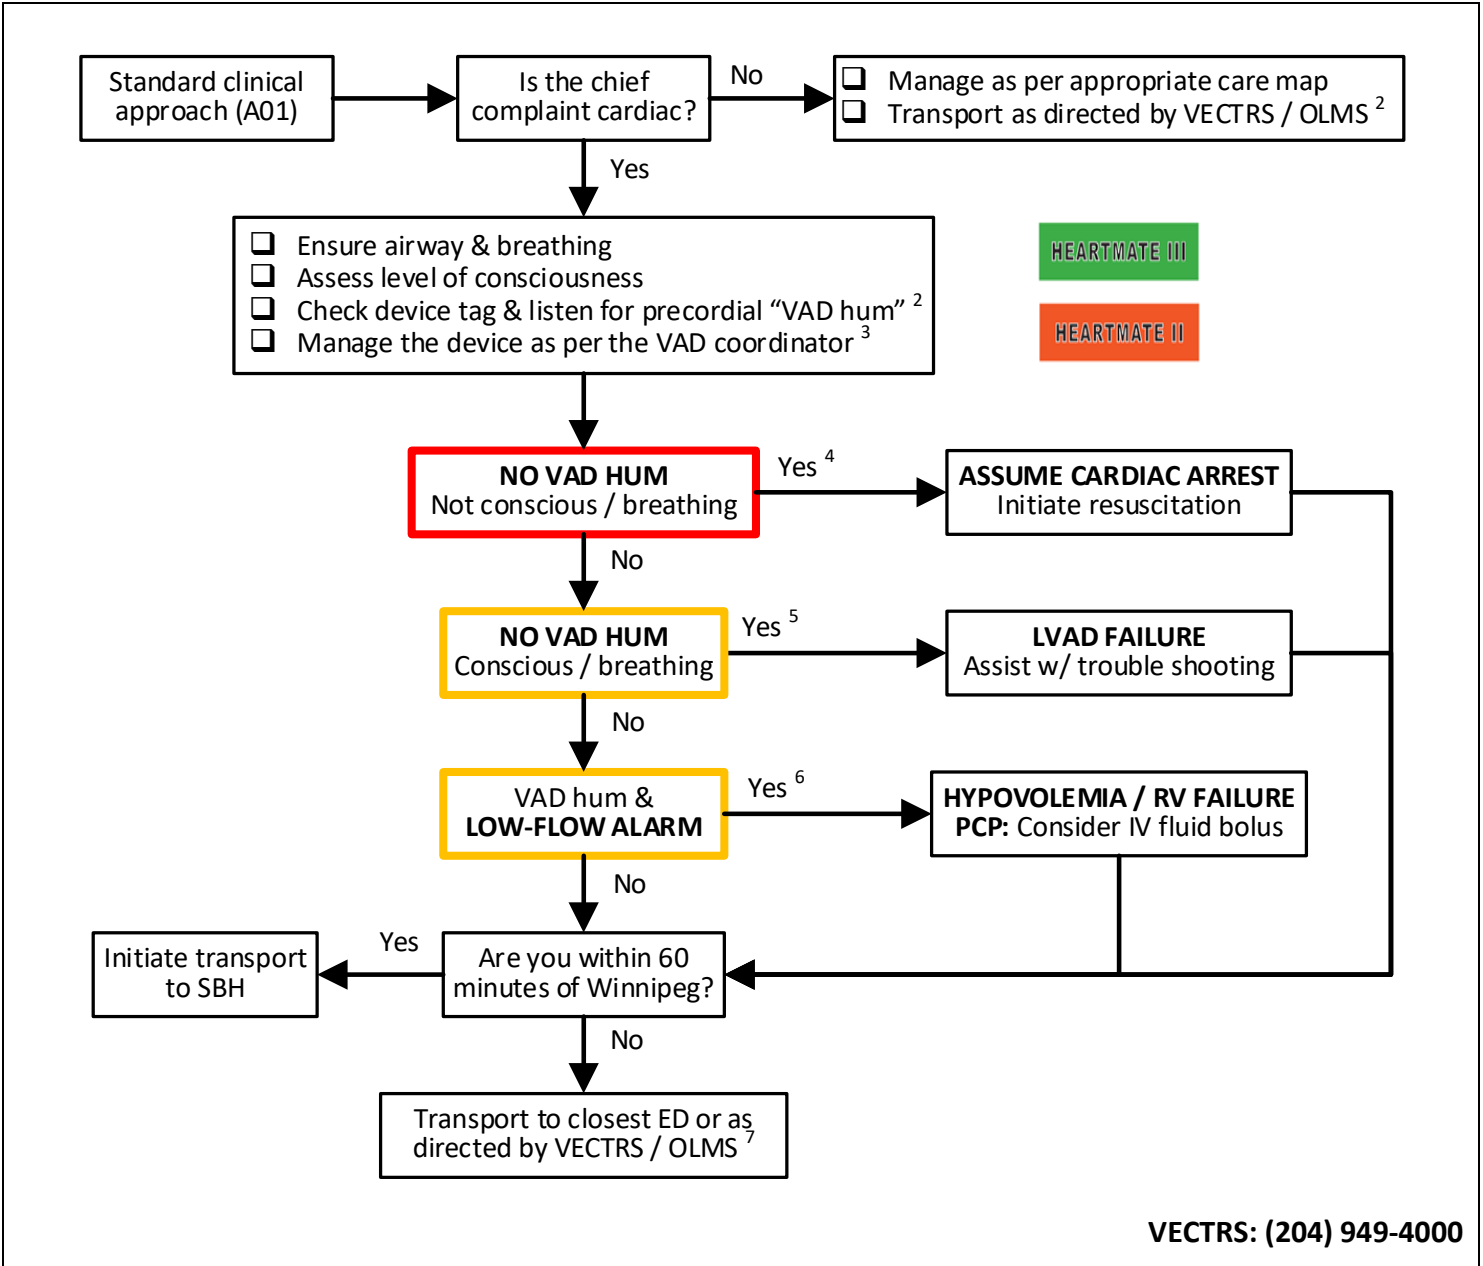 Standard clinical
approach (A01)
Is the chief
complaint cardiac?
No
❑ Manage as per appropriate care map
❑ Transport as directed by VECTRS / OLMS 2
Yes
❑ Ensure airway & breathing
❑ Assess level of consciousness
❑ Check device tag & listen for precordial “VAD hum” 2
❑ Manage the device as per the VAD coordinator 3
HEARTMATE III
HEARTMATE II
NO VAD HUM
Not conscious / breathing
Yes 4
ASSUME CARDIAC ARREST
Initiate resuscitation
No
NO VAD HUM
Conscious / breathing
Yes 5
LVAD FAILURE
Assist w/ trouble shooting
No
VAD hum &
LOW-FLOW ALARM
Yes 6
HYPOVOLEMIA / RV FAILURE
PCP: Consider IV fluid bolus
No
Are you within 60
minutes of Winnipeg?
Yes
Initiate transport
to SBH
No
Transport to closest ED or as
directed by VECTRS / OLMS 7
VECTRS: (204) 949-4000